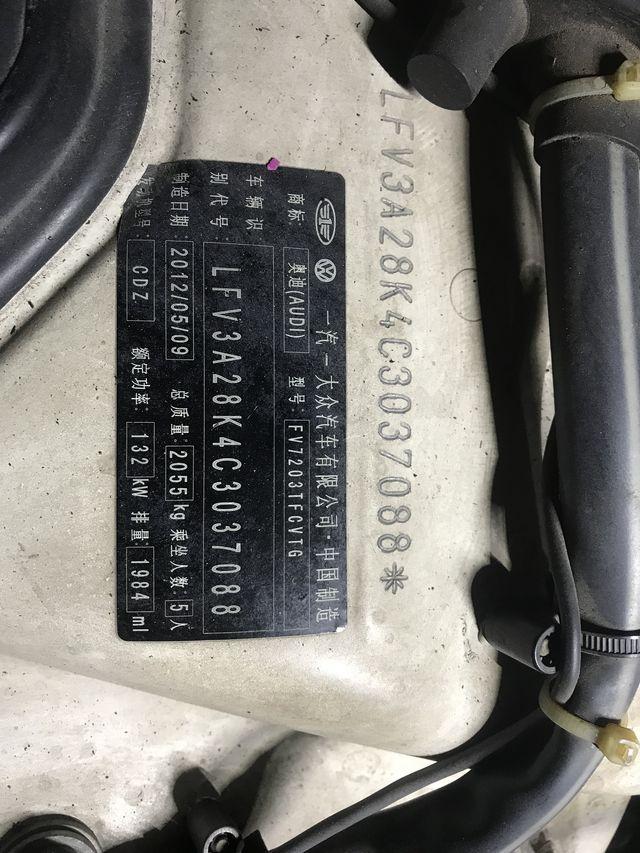 LFV3A28K4C3037088*
一汽-大众汽车有限公司·中国制造
商标: 奥迪(AUDI) 型号: FV7203TFCVTG
车辆识别代号: LFV3A28K4C3037088
制造日期 2012/05/09 总质量: 2055 kg 乘坐人数: 5 人
发动机型号: CDZ 额定功率: 132 kW 排量: 1984 ml